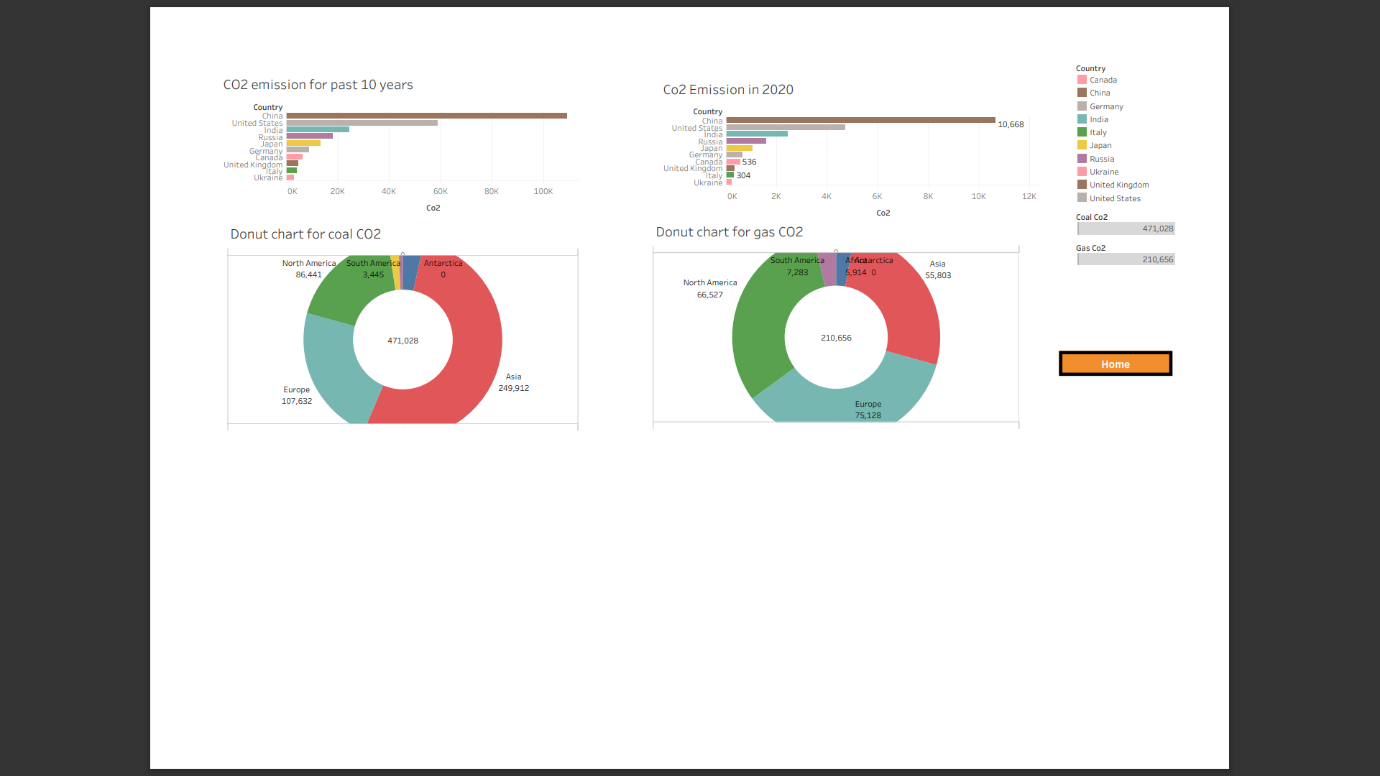 CO2 emission for past 10 years
Country
China
United States
India
Russia
Japan
Germany
Canada
United Kingdom
Italy
Ukraine
0K 20K 40K 60K 80K 100K
Co2
Co2 Emission in 2020
Country
China 10,668
United States
India
Russia
Japan
Germany
Canada 536
United Kingdom
Italy 304
Ukraine
0K 2K 4K 6K 8K 10K 12K
Co2
Country
Canada
China
Germany
India
Italy
Japan
Russia
Ukraine
United Kingdom
United States
Coal Co2
471,028
Gas Co2
210,656
Donut chart for coal CO2
North America
86,441
South America
3,445
Antarctica
0
471,028
Asia
249,912
Europe
107,632
Donut chart for gas CO2
South America
7,283
Africa
5,914
Antarctica
0
Asia
55,803
North America
66,527
210,656
Europe
75,128
Home